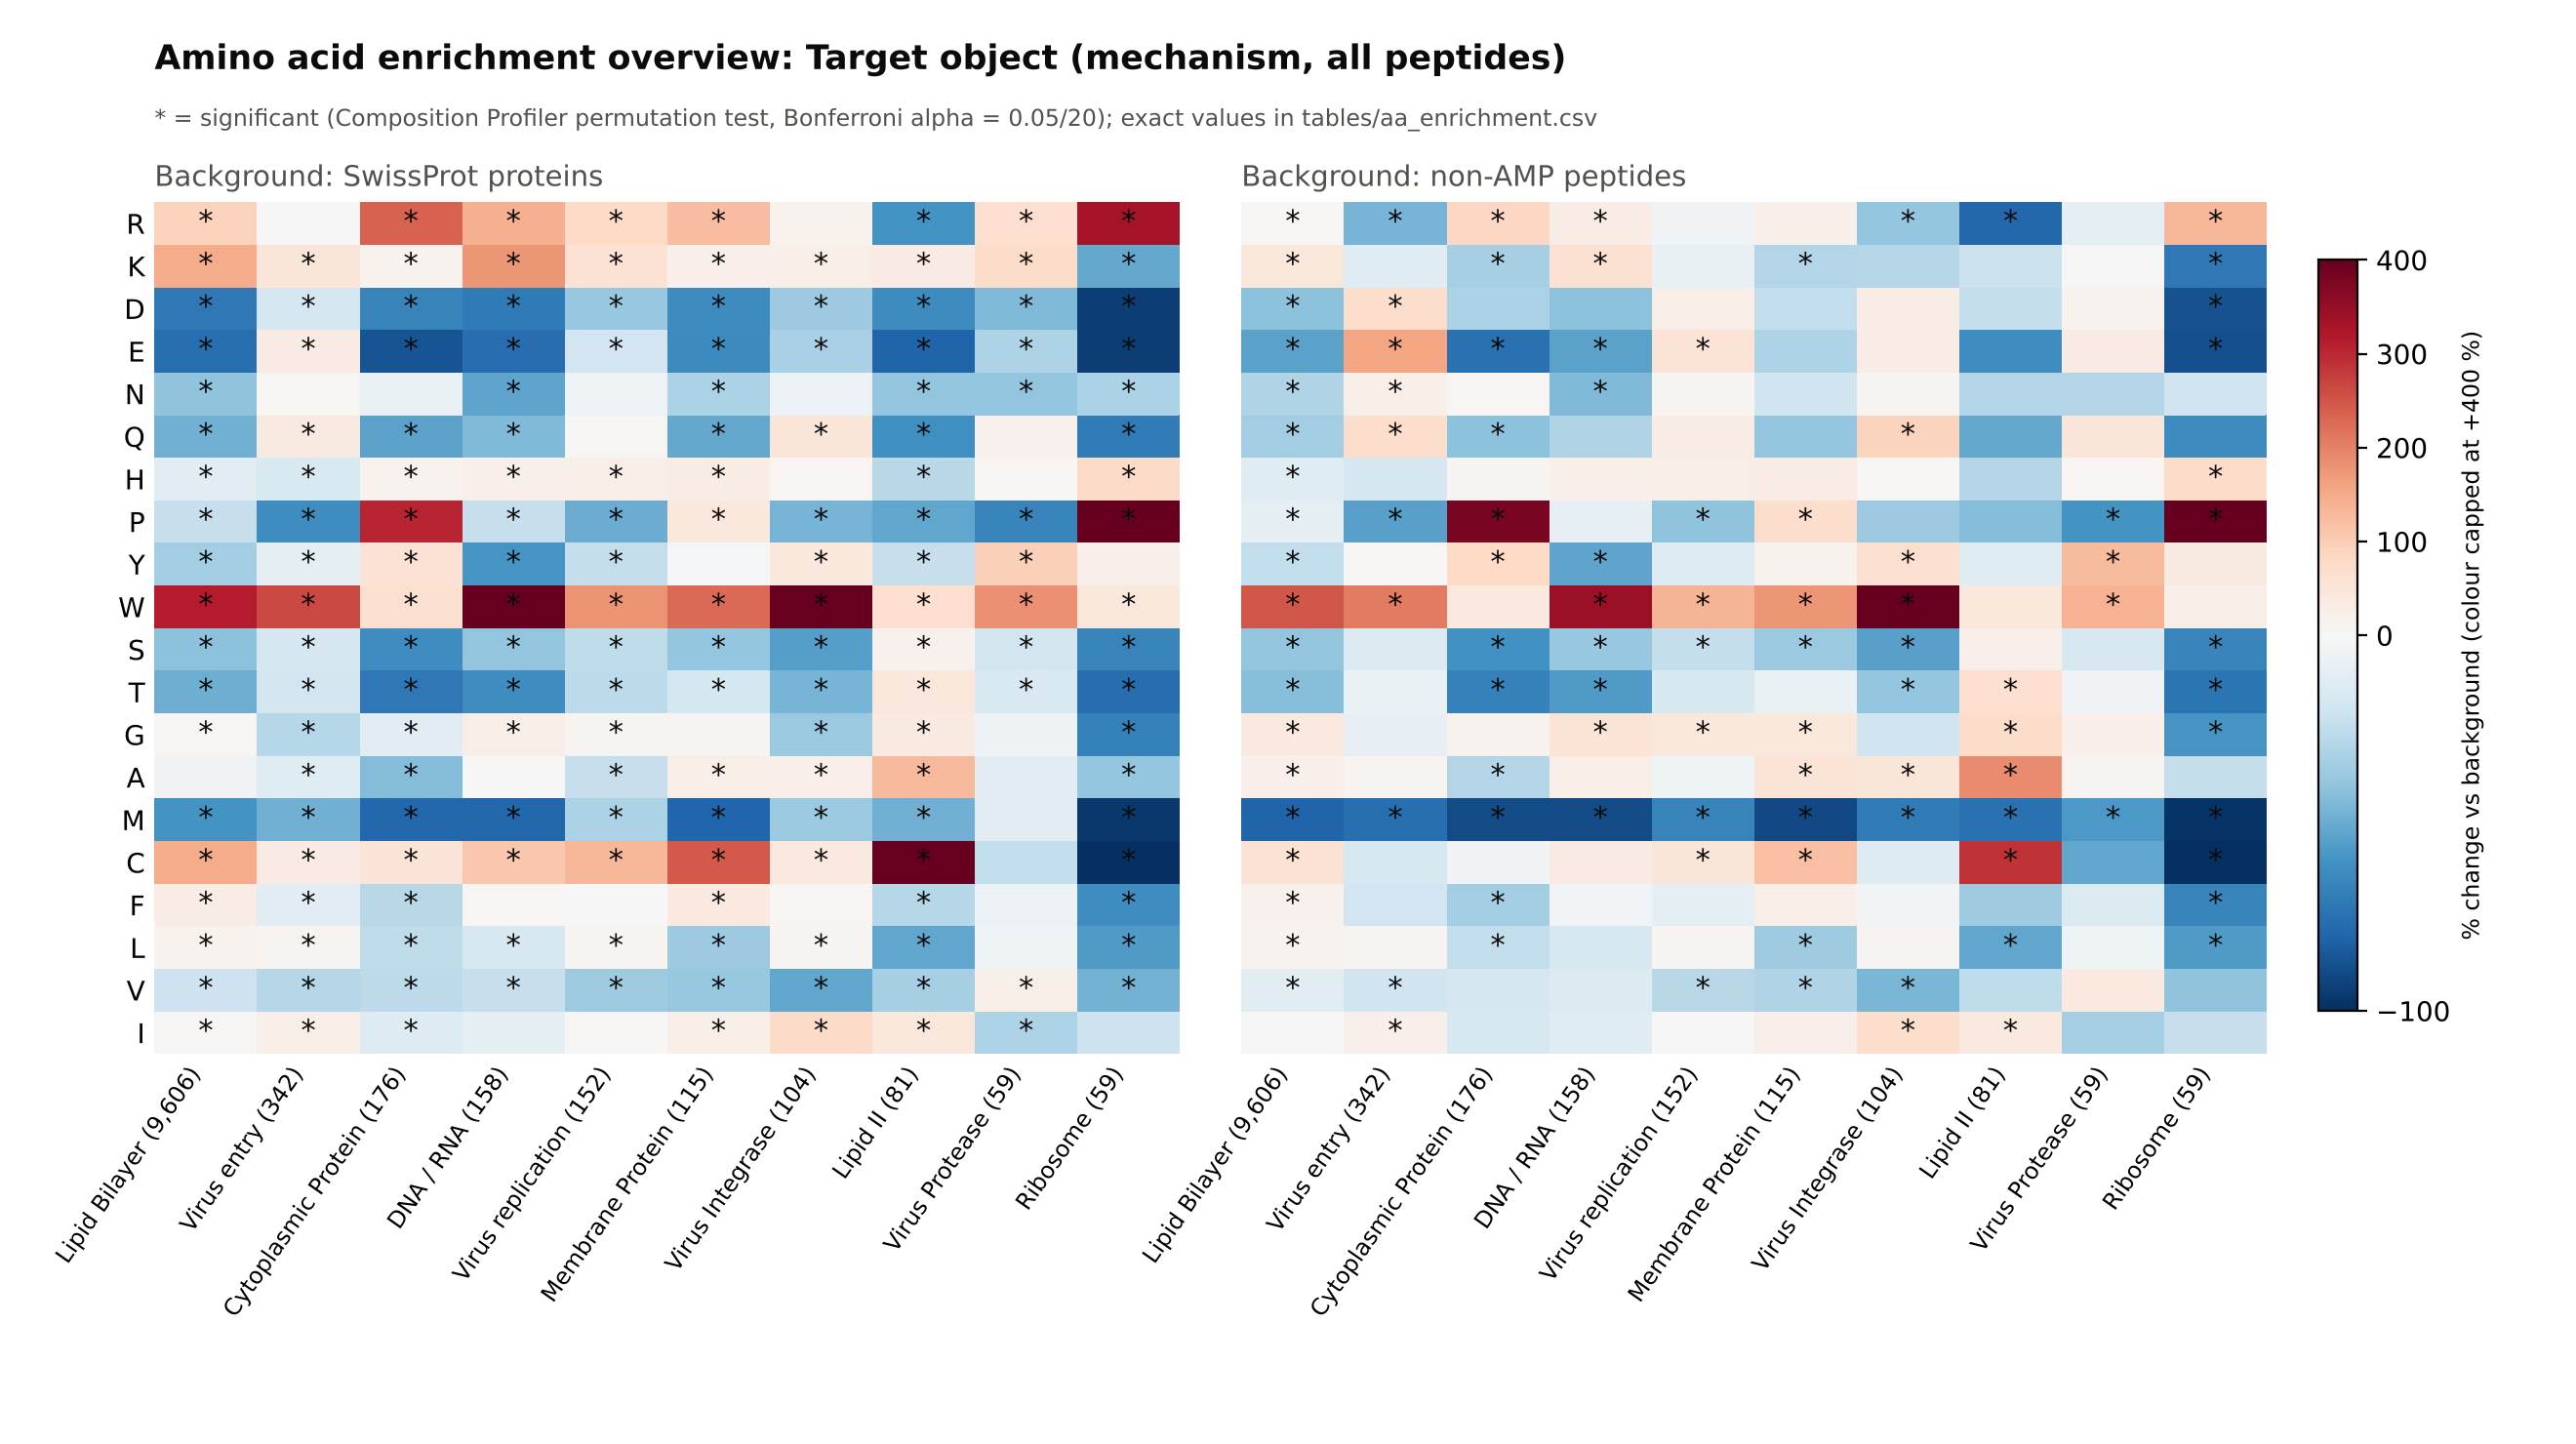 Amino acid enrichment overview: Target object (mechanism, all peptides)
* = significant (Composition Profiler permutation test, Bonferroni alpha = 0.05/20); exact values in tables/aa_enrichment.csv
Background: SwissProt proteins
Background: non-AMP peptides
R
K
D
E
N
Q
H
P
Y
W
S
T
G
A
M
C
F
L
V
I
Lipid Bilayer (9,606)
Virus entry (342)
Cytoplasmic Protein (176)
DNA / RNA (158)
Virus replication (152)
Membrane Protein (115)
Virus Integrase (104)
Lipid II (81)
Virus Protease (59)
Ribosome (59)
Lipid Bilayer (9,606)
Virus entry (342)
Cytoplasmic Protein (176)
DNA / RNA (158)
Virus replication (152)
Membrane Protein (115)
Virus Integrase (104)
Lipid II (81)
Virus Protease (59)
Ribosome (59)
400
300
200
100
0
−100
% change vs background (colour capped at +400 %)